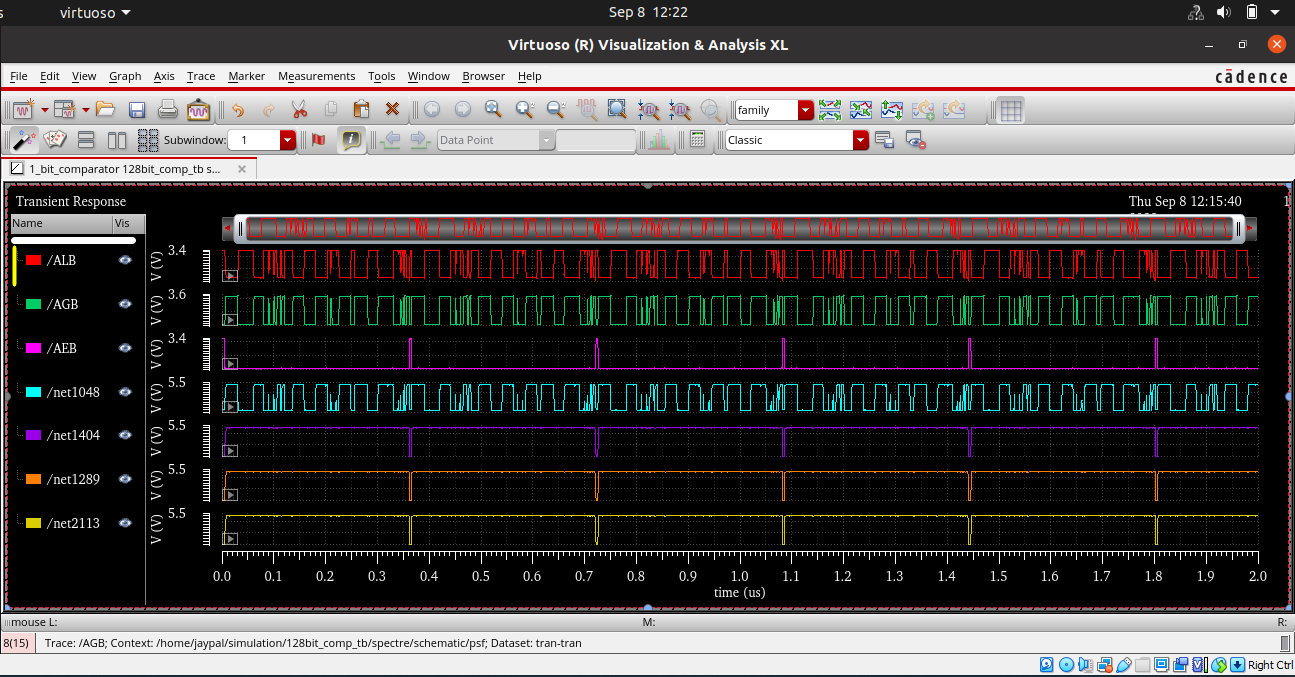 virtuoso
Sep 8 12:22
Virtuoso (R) Visualization & Analysis XL
File Edit View Graph Axis Trace Marker Measurements Tools Window Browser Help
cādence
family
Subwindow: 1
Data Point
Classic
1_bit_comparator 128bit_comp_tb s...
Transient Response
Thu Sep 8 12:15:40
1
Name Vis
/ALB
V (V)
3.4
/AGB
V (V)
3.6
/AEB
V (V)
3.4
/net1048
V (V)
5.5
/net1404
V (V)
5.5
/net1289
V (V)
5.5
/net2113
V (V)
5.5
0.0 0.1 0.2 0.3 0.4 0.5 0.6 0.7 0.8 0.9 1.0 1.1 1.2 1.3 1.4 1.5 1.6 1.7 1.8 1.9 2.0
time (us)
mouse L: M: R:
8(15) Trace: /AGB; Context: /home/jaypal/simulation/128bit_comp_tb/spectre/schematic/psf; Dataset: tran-tran
Right Ctrl